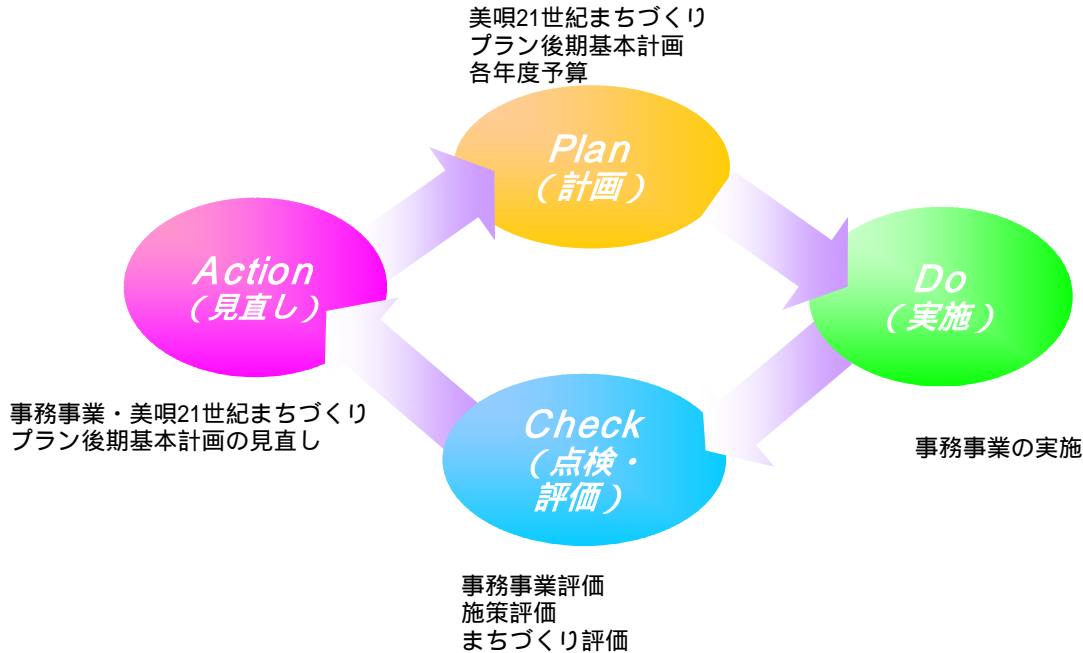 美唄21世紀まちづくり
プラン後期基本計画
各年度予算
Plan
（計画）
Action
（見直し）
Do
（実施）
事務事業・美唄21世紀まちづくり
プラン後期基本計画の見直し
Check
（点検・
評価）
事務事業の実施
事務事業評価
施策評価
まちづくり評価